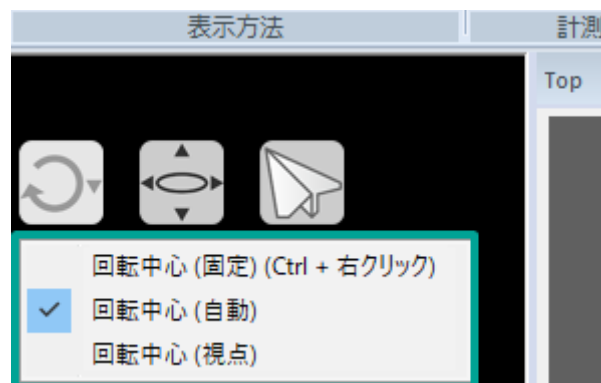 表示方法
計測
Top
回転中心 (固定) (Ctrl + 右クリック)
回転中心 (自動)
回転中心 (視点)